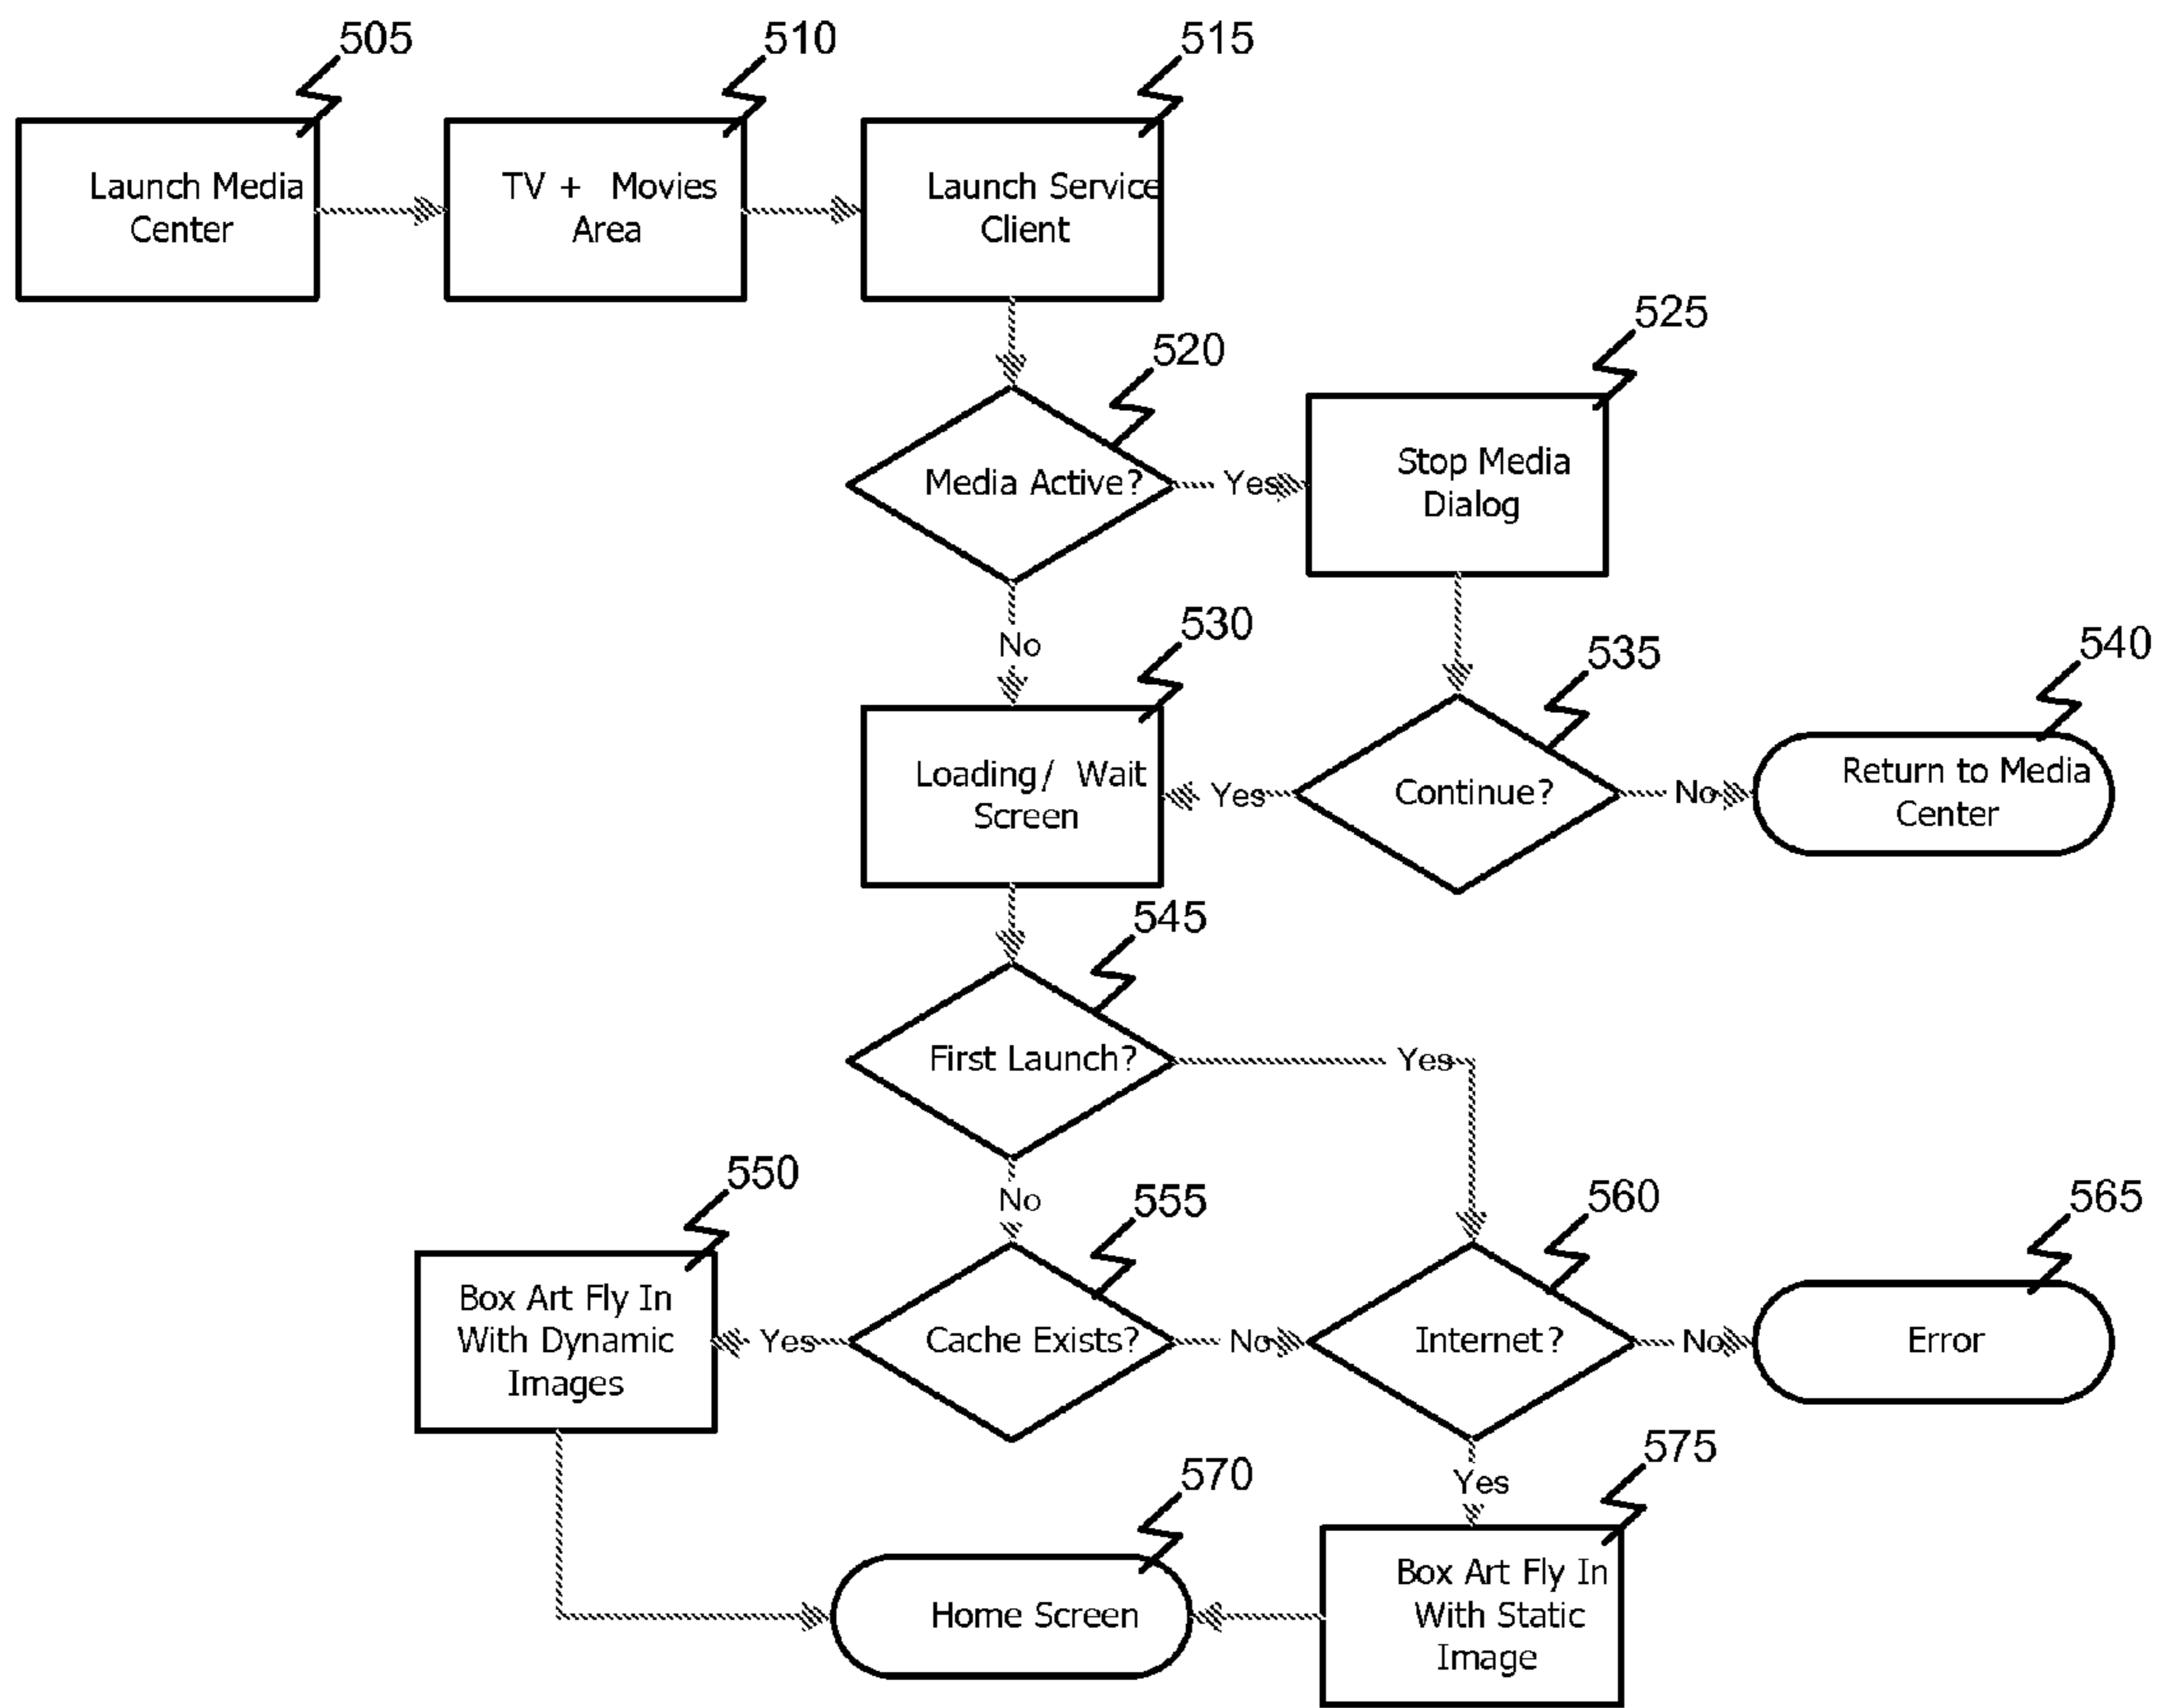 505
510
515
Launch Media
Center
TV + Movies
Area
Launch Service
Client
520
525
Media Active?
Yes
Stop Media
Dialog
No
530
535
540
Loading/ Wait
Screen
Yes
Continue?
No
Return to Media
Center
545
First Launch?
Yes
No
550
555
560
565
Box Art Fly In
With Dynamic
Images
Yes
Cache Exists?
No
Internet?
No
Error
Yes
570
575
Home Screen
Box Art Fly In
With Static
Image